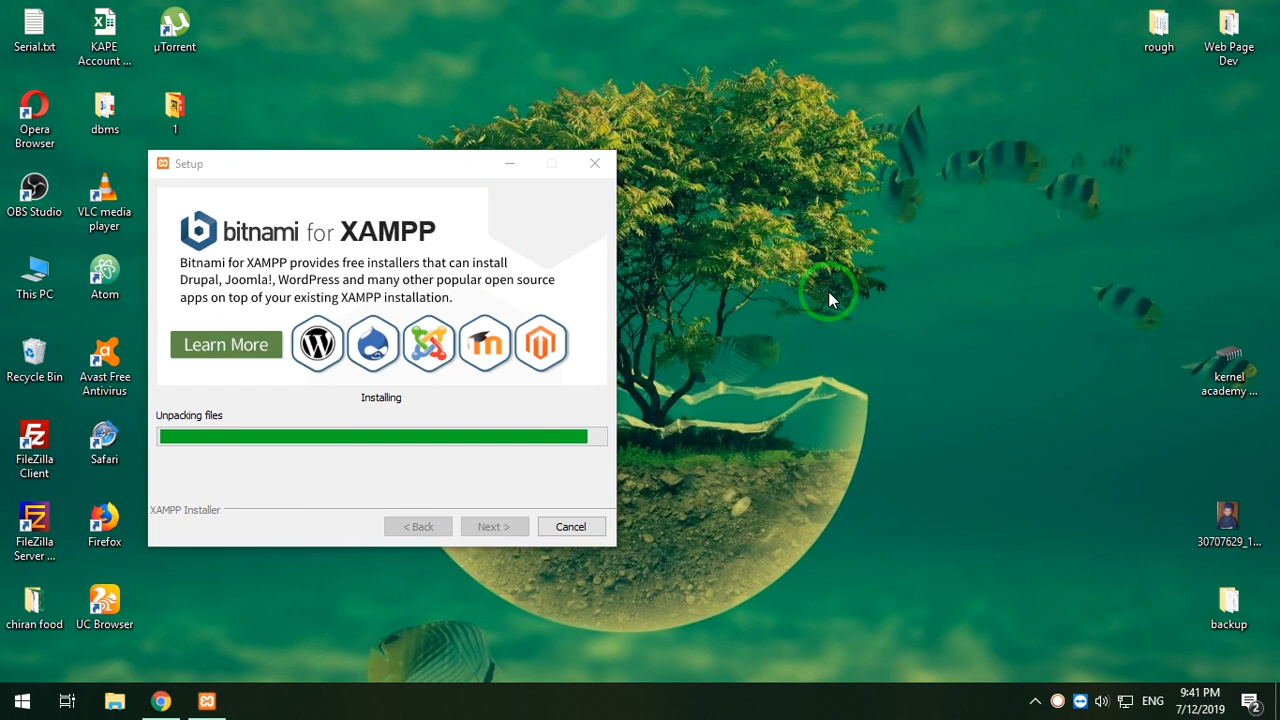 Serial.txt
KAPE
Account ...
µTorrent
rough
Web Page
Dev
Opera
Browser
dbms
1
Setup
bitnami for XAMPP
Bitnami for XAMPP provides free installers that can install
Drupal, Joomla!, WordPress and many other popular open source
apps on top of your existing XAMPP installation.
Learn More
Installing
Unpacking files
XAMPP Installer
< Back
Next >
Cancel
OBS Studio
VLC media
player
This PC
Atom
Recycle Bin
Avast Free
Antivirus
kernel
academy ...
FileZilla
Client
Safari
FileZilla
Server ...
Firefox
30707629_1...
chiran food
UC Browser
backup
ENG
9:41 PM
7/12/2019
2